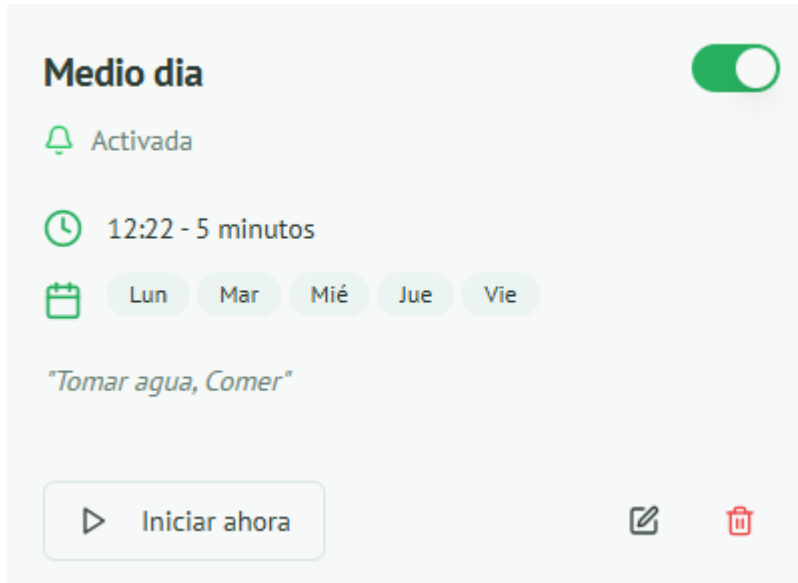 Medio dia
Activada
12:22 - 5 minutos
Lun Mar Mié Jue Vie
"Tomar agua, Comer"
Iniciar ahora